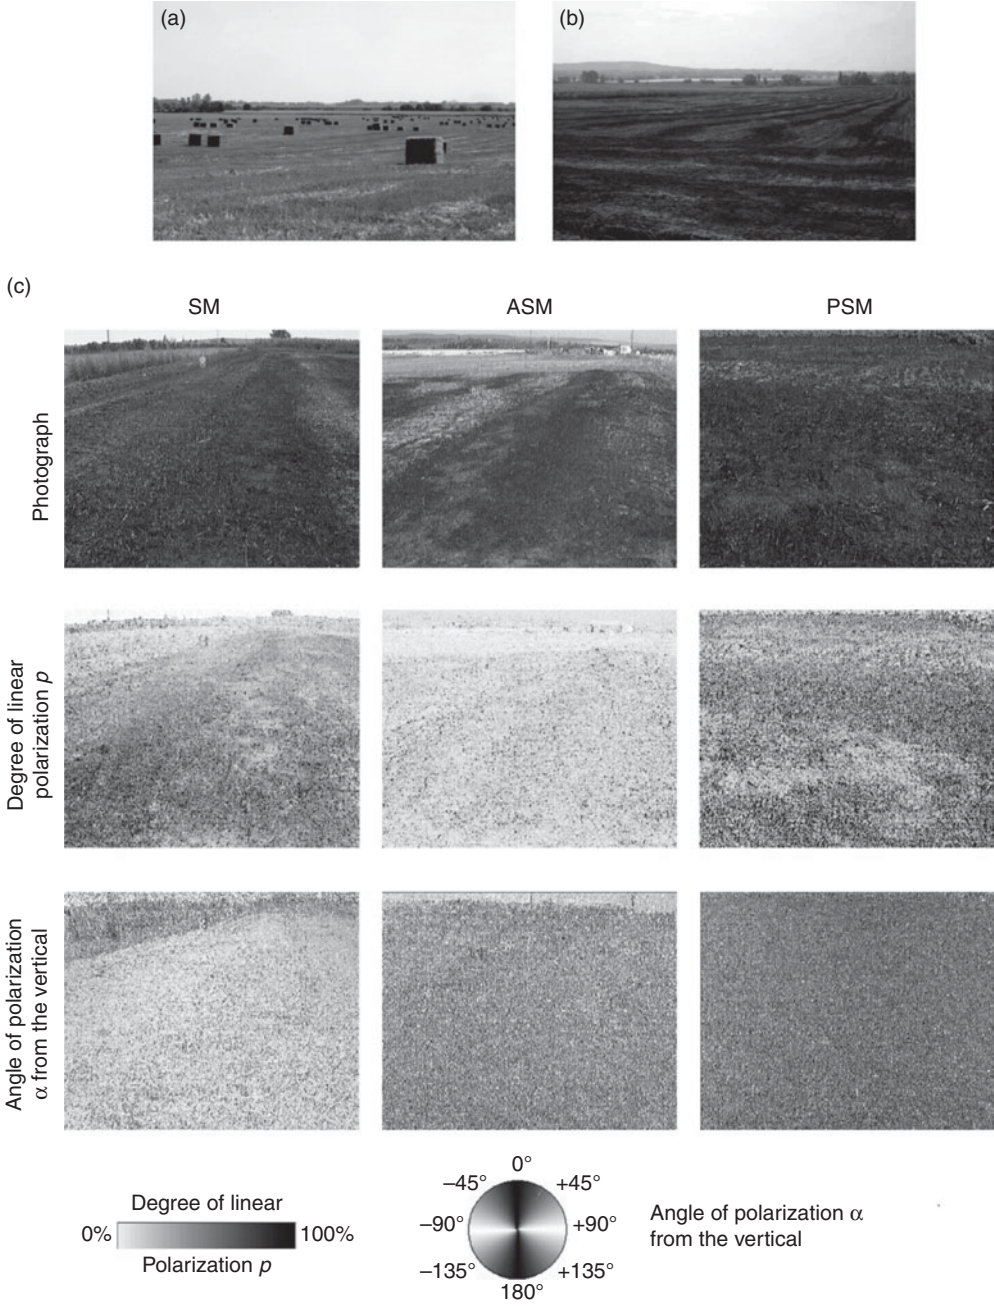 (a)
(b)
(c)
SM
ASM
PSM
Photograph
Degree of linear
polarization p
Angle of polarization
α from the vertical
Degree of linear
0%
100%
Polarization p
0°
–45°
+45°
–90°
+90°
–135°
+135°
180°
Angle of polarization α
from the vertical